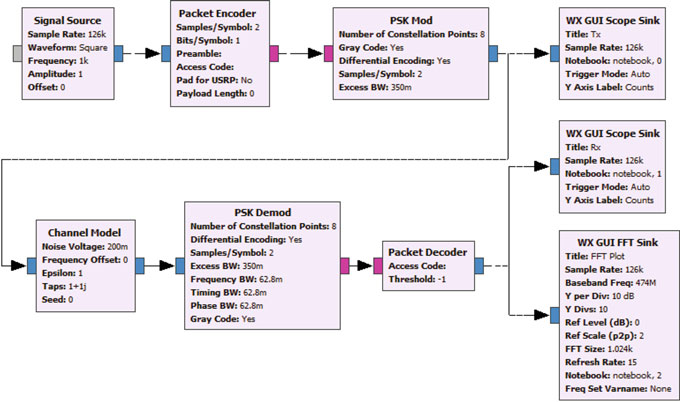 Signal Source
Sample Rate: 126k
Waveform: Square
Frequency: 1k
Amplitude: 1
Offset: 0
Packet Encoder
Samples/Symbol: 2
Bits/Symbol: 1
Preamble:
Access Code:
Pad for USRP: No
Payload Length: 0
PSK Mod
Number of Constellation Points: 8
Gray Code: Yes
Differential Encoding: Yes
Samples/Symbol: 2
Excess BW: 350m
WX GUI Scope Sink
Title: Tx
Sample Rate: 126k
Notebook: notebook, 0
Trigger Mode: Auto
Y Axis Label: Counts
WX GUI Scope Sink
Title: Rx
Sample Rate: 126k
Notebook: notebook, 1
Trigger Mode: Auto
Y Axis Label: Counts
Channel Model
Noise Voltage: 200m
Frequency Offset: 0
Epsilon: 1
Taps: 1+1j
Seed: 0
PSK Demod
Number of Constellation Points: 8
Differential Encoding: Yes
Samples/Symbol: 2
Excess BW: 350m
Frequency BW: 62.8m
Timing BW: 62.8m
Phase BW: 62.8m
Gray Code: Yes
Packet Decoder
Access Code:
Threshold: -1
WX GUI FFT Sink
Title: FFT Plot
Sample Rate: 126k
Baseband Freq: 474M
Y per Div: 10 dB
Y Divs: 10
Ref Level (dB): 0
Ref Scale (p2p): 2
FFT Size: 1.024k
Refresh Rate: 15
Notebook: notebook, 2
Freq Set Varname: None